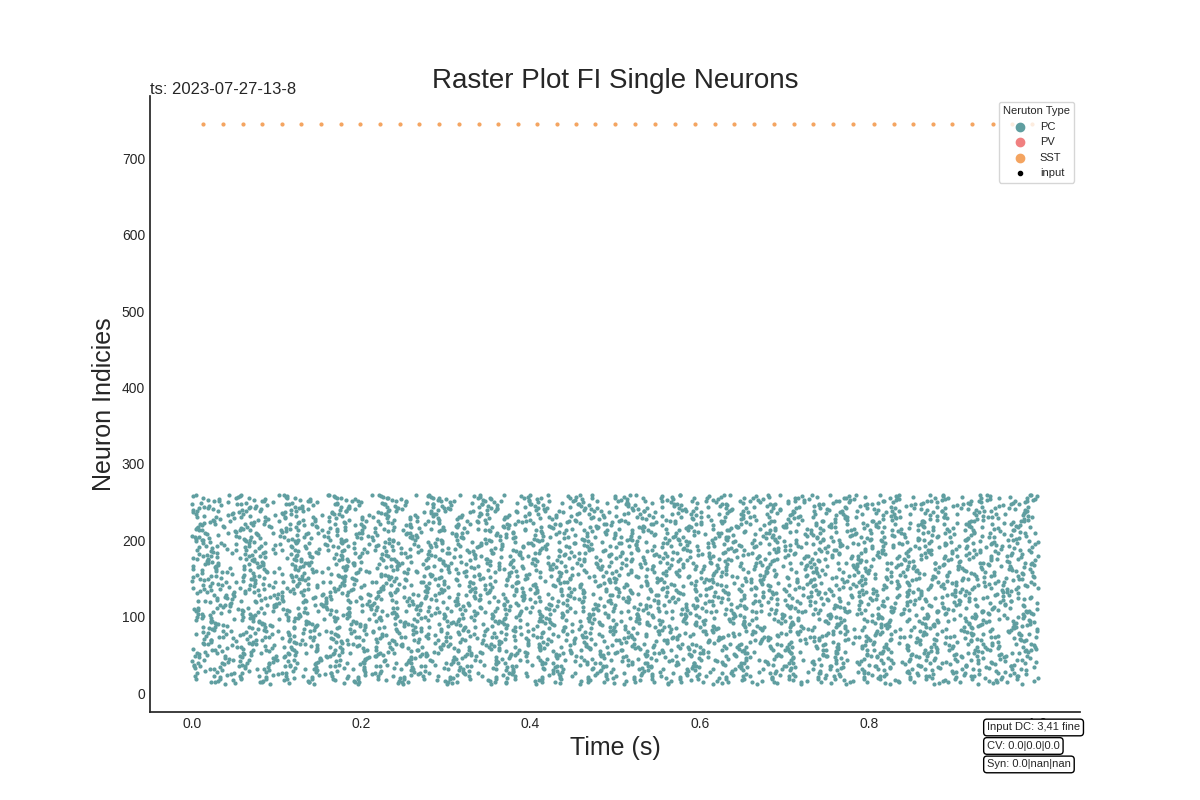 Raster Plot FI Single Neurons
ts: 2023-07-27-13-8
Neruton Type
PC
PV
SST
input
Neuron Indicies
700
600
500
400
300
200
100
0
0.0 0.2 0.4 0.6 0.8
Time (s)
Input DC: 3,41 fine
CV: 0.0|0.0|0.0
Syn: 0.0|nan|nan